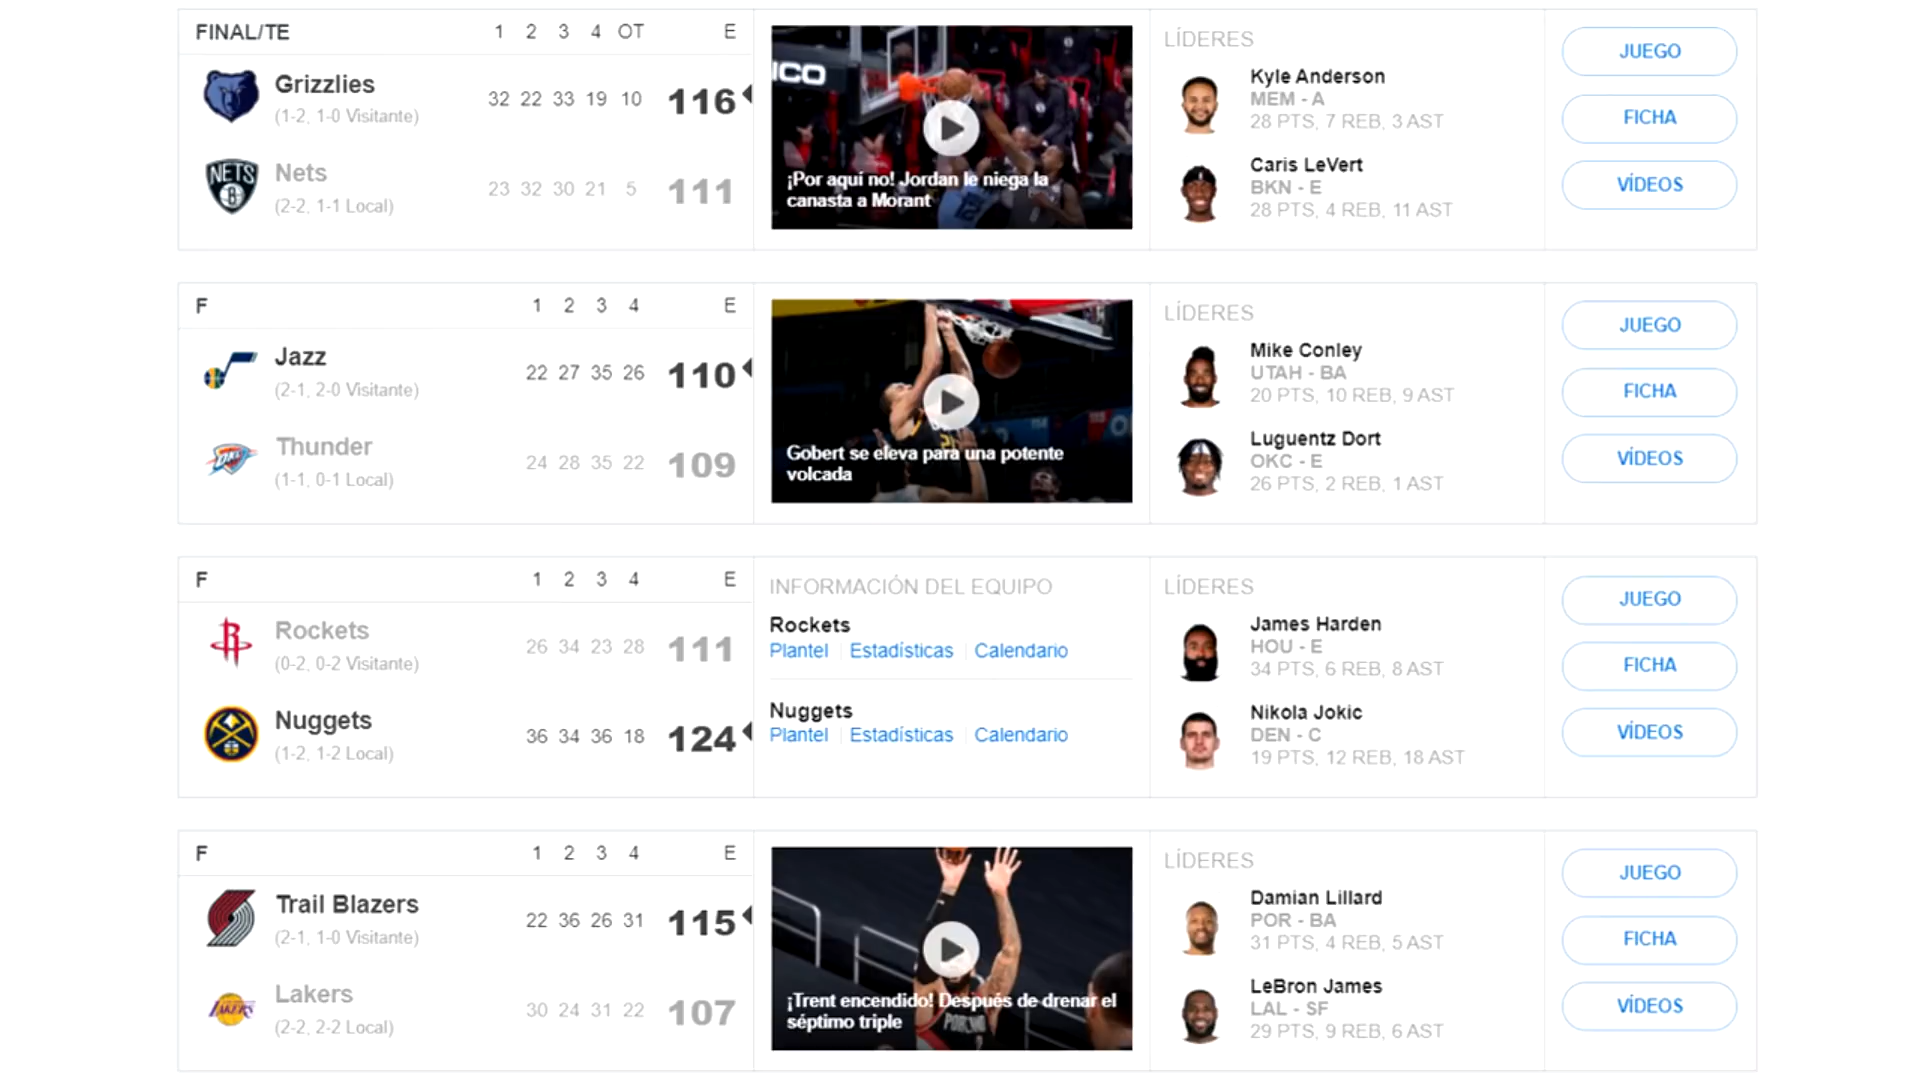 FINAL/TE 1 2 3 4 OT E
Grizzlies
(1-2, 1-0 Visitante)
32 22 33 19 10 116
NETS
B
Nets
(2-2, 1-1 Local)
23 32 30 21 5 111
ICO
¡Por aquí no! Jordan le niega la
canasta a Morant
LÍDERES
Kyle Anderson
MEM - A
28 PTS, 7 REB, 3 AST
Caris LeVert
BKN - E
28 PTS, 4 REB, 11 AST
JUEGO
FICHA
VÍDEOS
F 1 2 3 4 E
Jazz
(2-1, 2-0 Visitante)
22 27 35 26 110
OKC
Thunder
(1-1, 0-1 Local)
24 28 35 22 109
Gobert se eleva para una potente
volcada
LÍDERES
Mike Conley
UTAH - BA
20 PTS, 10 REB, 9 AST
Luguentz Dort
OKC - E
26 PTS, 2 REB, 1 AST
JUEGO
FICHA
VÍDEOS
F 1 2 3 4 E
R
Rockets
(0-2, 0-2 Visitante)
26 34 23 28 111
Nuggets
(1-2, 1-2 Local)
36 34 36 18 124
INFORMACIÓN DEL EQUIPO
Rockets
Plantel Estadísticas Calendario
Nuggets
Plantel Estadísticas Calendario
LÍDERES
James Harden
HOU - E
34 PTS, 6 REB, 8 AST
Nikola Jokic
DEN - C
19 PTS, 12 REB, 18 AST
JUEGO
FICHA
VÍDEOS
F 1 2 3 4 E
Trail Blazers
(2-1, 1-0 Visitante)
22 36 26 31 115
LAKERS
Lakers
(2-2, 2-2 Local)
30 24 31 22 107
¡Trent encendido! Después de drenar el
séptimo triple
LÍDERES
Damian Lillard
POR - BA
31 PTS, 4 REB, 5 AST
LeBron James
LAL - SF
29 PTS, 9 REB, 6 AST
JUEGO
FICHA
VÍDEOS